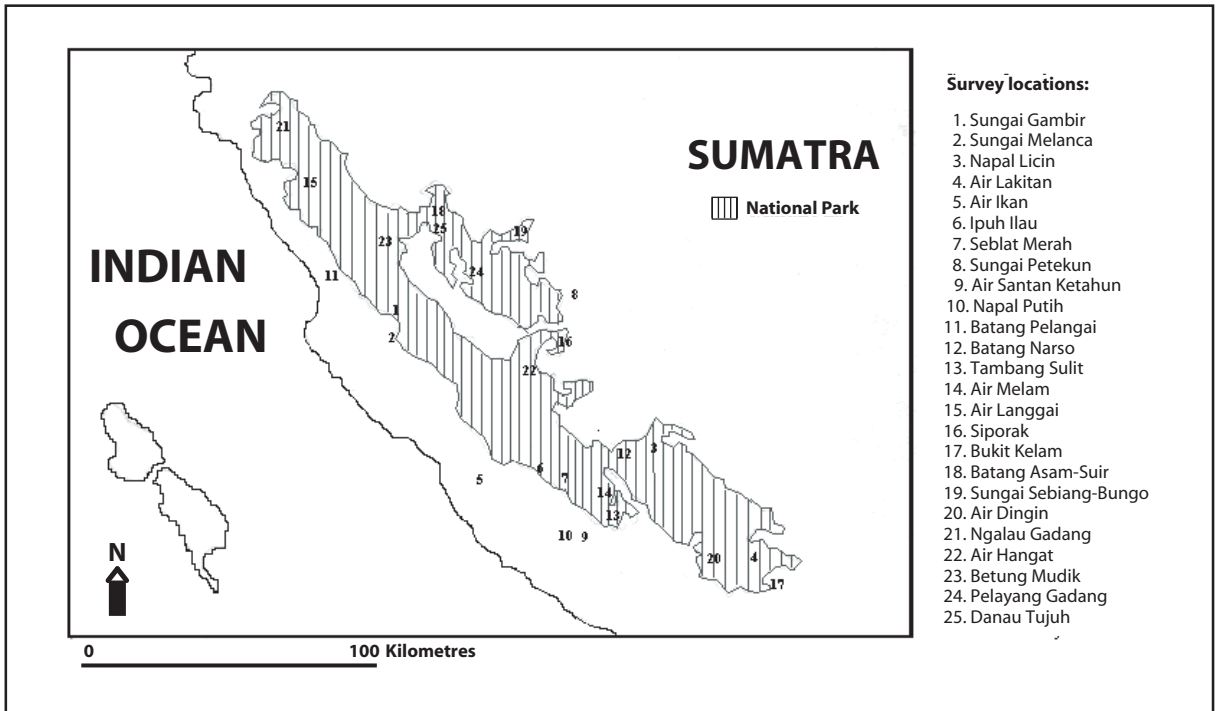 SUMATRA
National Park
INDIAN
OCEAN
21
15
18
25
19
23
24
11
8
1
2
16
22
12
3
5
6
7
14
13
10 9
20
4
17
N
0 100 Kilometres
Survey locations:
1. Sungai Gambir
2. Sungai Melanca
3. Napal Licin
4. Air Lakitan
5. Air Ikan
6. Ipuh Ilau
7. Seblat Merah
8. Sungai Petekun
9. Air Santan Ketahun
10. Napal Putih
11. Batang Pelangai
12. Batang Narso
13. Tambang Sulit
14. Air Melam
15. Air Langgai
16. Siporak
17. Bukit Kelam
18. Batang Asam-Suir
19. Sungai Sebiang-Bungo
20. Air Dingin
21. Ngalau Gadang
22. Air Hangat
23. Betung Mudik
24. Pelayang Gadang
25. Danau Tujuh